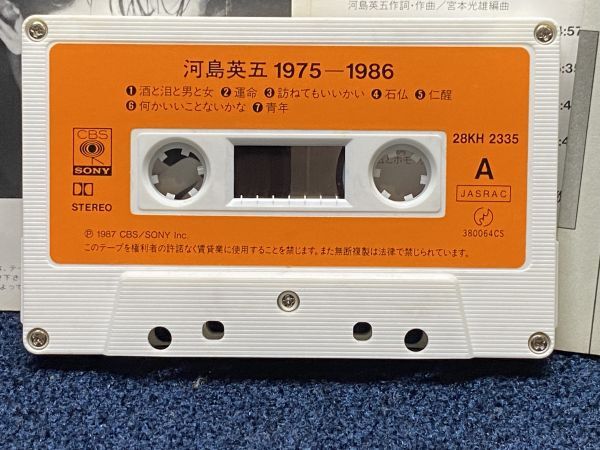 河島英五作詞・作曲／宮本光雄編曲
:57
河島英五 1975—1986
❶酒と泪と男と女 ❷運命 ❸訪ねてもいいかい ❹石仏 ❺仁醒
❻何かいいことないかな ❼青年
CBS
SONY
STEREO
28KH 2335
A
JASRAC
380064CS
Ⓟ 1987 CBS/SONY Inc.
このテープを権利者の許諾なく賃貸業に使用することを禁じます。また無断複製は法律で禁じられています。